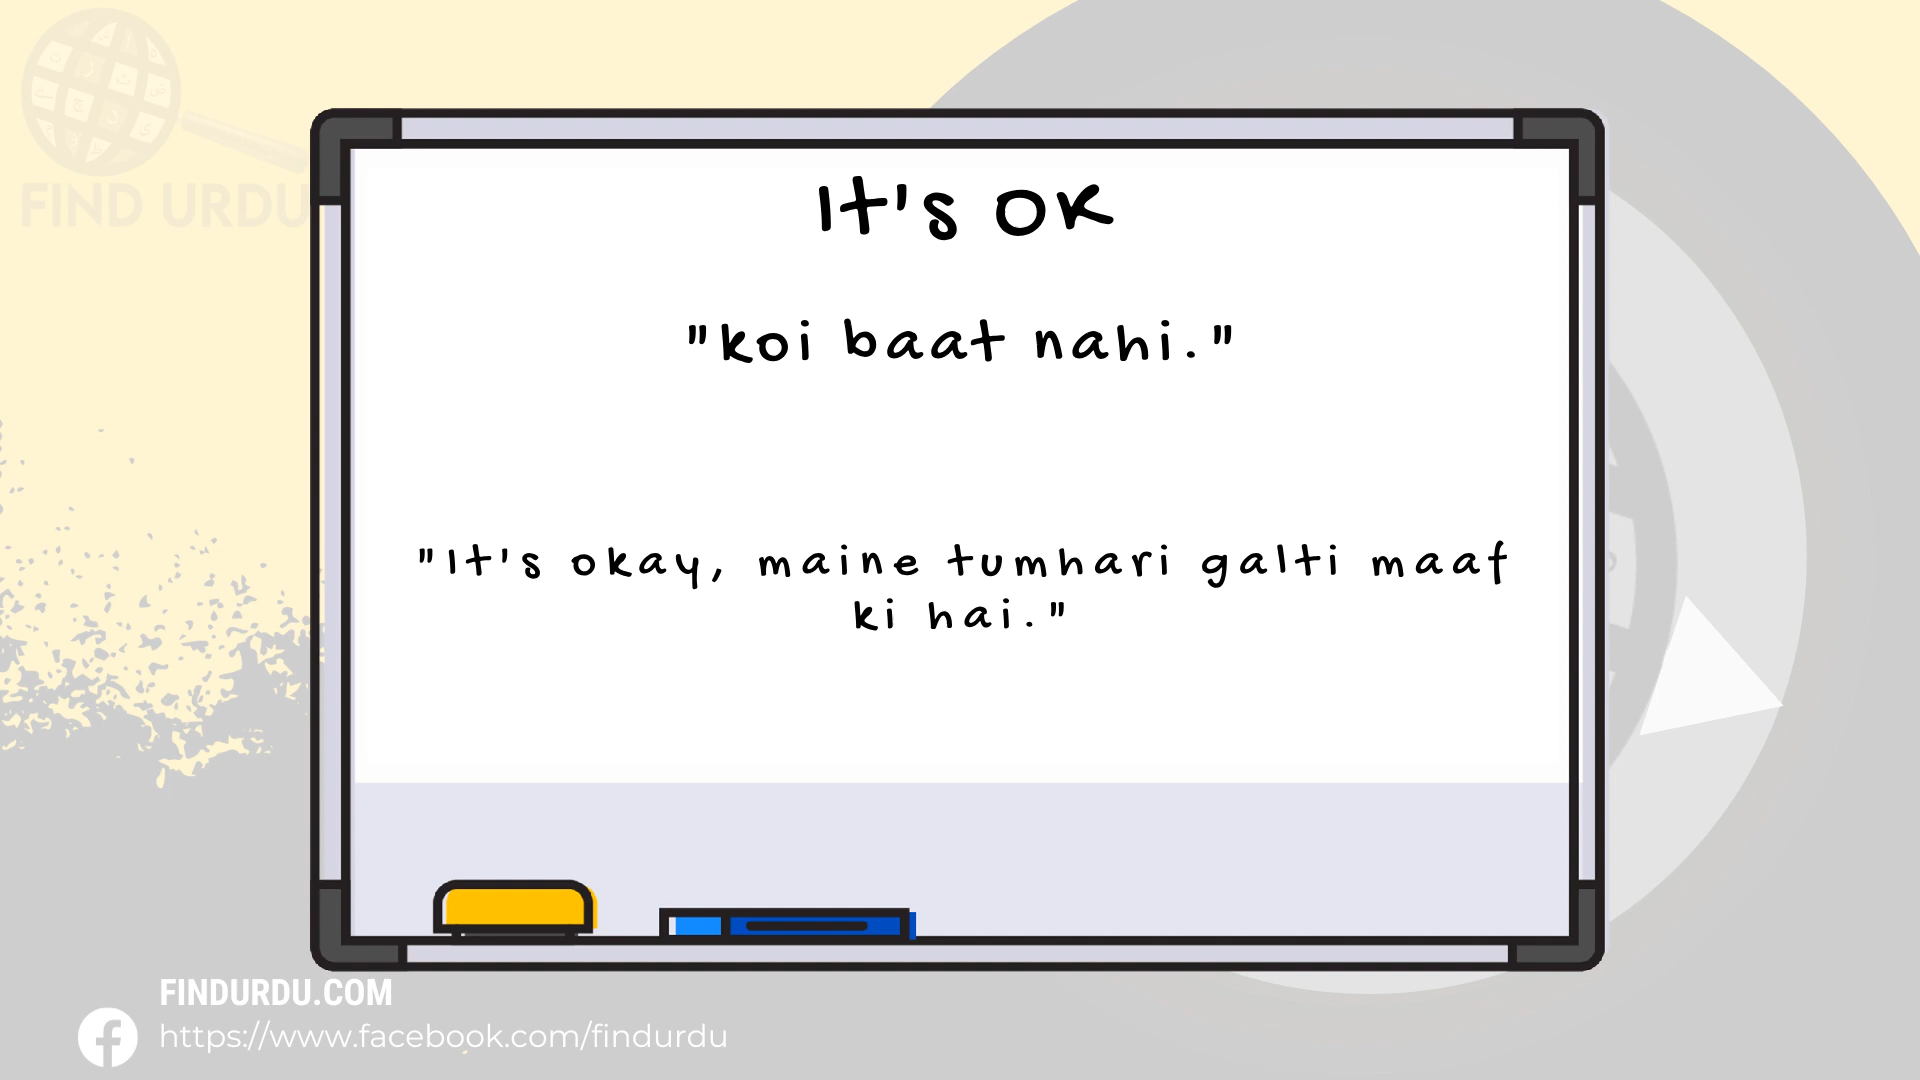 FIND URDU
It's OK
"koi baat nahi."
"It's okay, maine tumhari galti maaf
ki hai."
FINDURDU.COM
https://www.facebook.com/findurdu